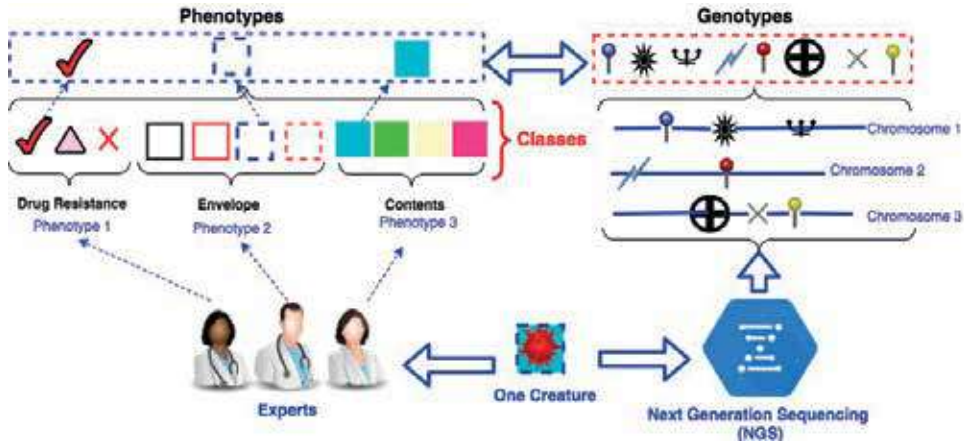 Phenotypes
Genotypes
Classes
Chromosome 1
Chromosome 2
Chromosome 3
Drug Resistance
Phenotype 1
Envelope
Phenotype 2
Contents
Phenotype 3
Experts
One Creature
Next Generation Sequencing
(NGS)